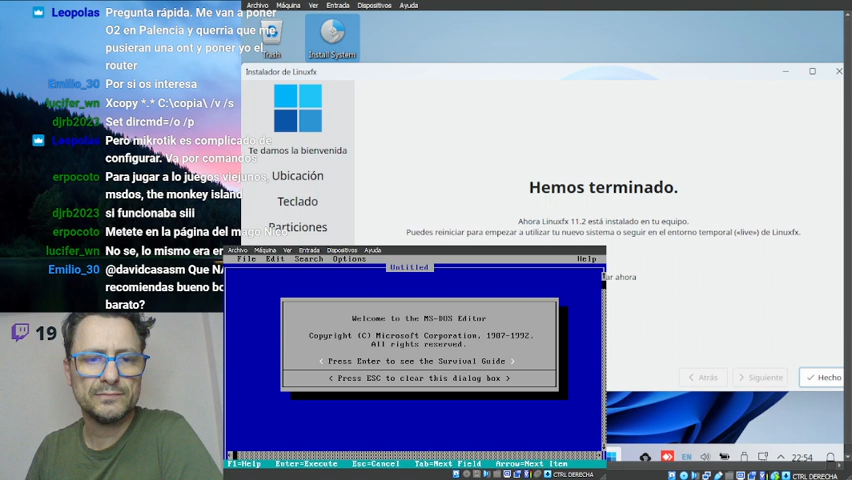 Archivo Máquina Ver Entrada Dispositivos Ayuda
Leopolas Pregunta rápida. Me van a poner
O2 en Palencia y querría que me
pusieran una ont y poner yo el
router
Emilio_30 Por si os interesa
lucifer_wn Xcopy *.* C:\copia\ /v /s
djrb2023 Set dircmd=/o /p
Leopolas Pero mikrotik es complicado de
configurar. Va por comandos
erpocoto Para jugar a lo juegos viejunos,
msdos, the monkey island
djrb2023 si funcionaba siii
erpocoto Metete en la página del mago Nico
lucifer_wn No se, lo mismo era en
Emilio_30 @davidcasasm Que NA
recomiendas bueno bo
barato?
19
Trash
Install System
Instalador de Linuxfx
Te damos la bienvenida
Ubicación
Teclado
Particiones
Hemos terminado.
Ahora Linuxfx 11.2 está instalado en tu equipo.
Puedes reiniciar para empezar a utilizar tu nuevo sistema o seguir en el entorno temporal («live») de Linuxfx.
ar ahora
Atrás
Siguiente
Hecho
EN
22:54
CTRL DERECHA
Archivo Máquina Ver Entrada Dispositivos Ayuda
File Edit Search Options Help
Untitled
Welcome to the MS-DOS Editor
Copyright (C) Microsoft Corporation, 1987-1992.
All rights reserved.
< Press Enter to see the Survival Guide >
< Press ESC to clear this dialog box >
F1=Help Enter=Execute Esc=Cancel Tab=Next Field Arrow=Next Item
CTRL DERECHA